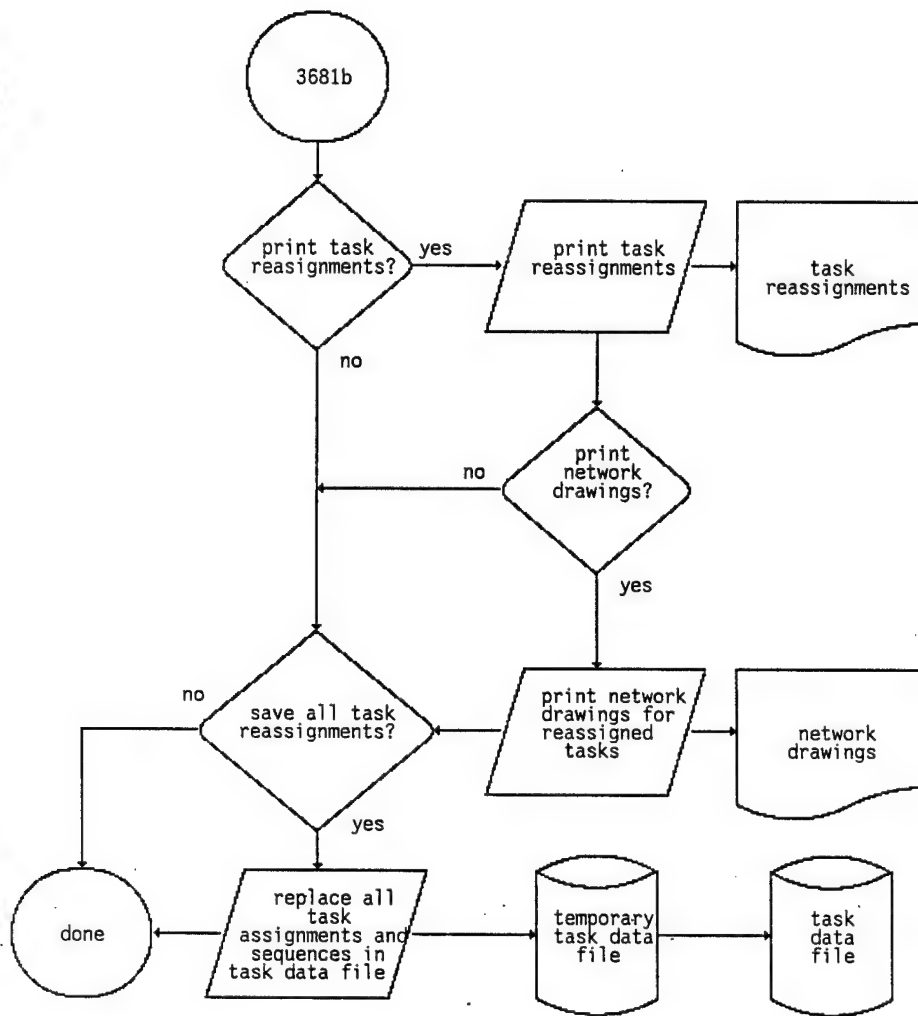 3681b
print task
reasignments?
yes
print task
reassignments
task
reassignments
no
print
network
drawings?
no
yes
no
save all task
reassignments?
print network
drawings for
reassigned
tasks
network
drawings
yes
done
replace all
task
assignments and
sequences in
task data file
temporary
task data
file
task
data
file